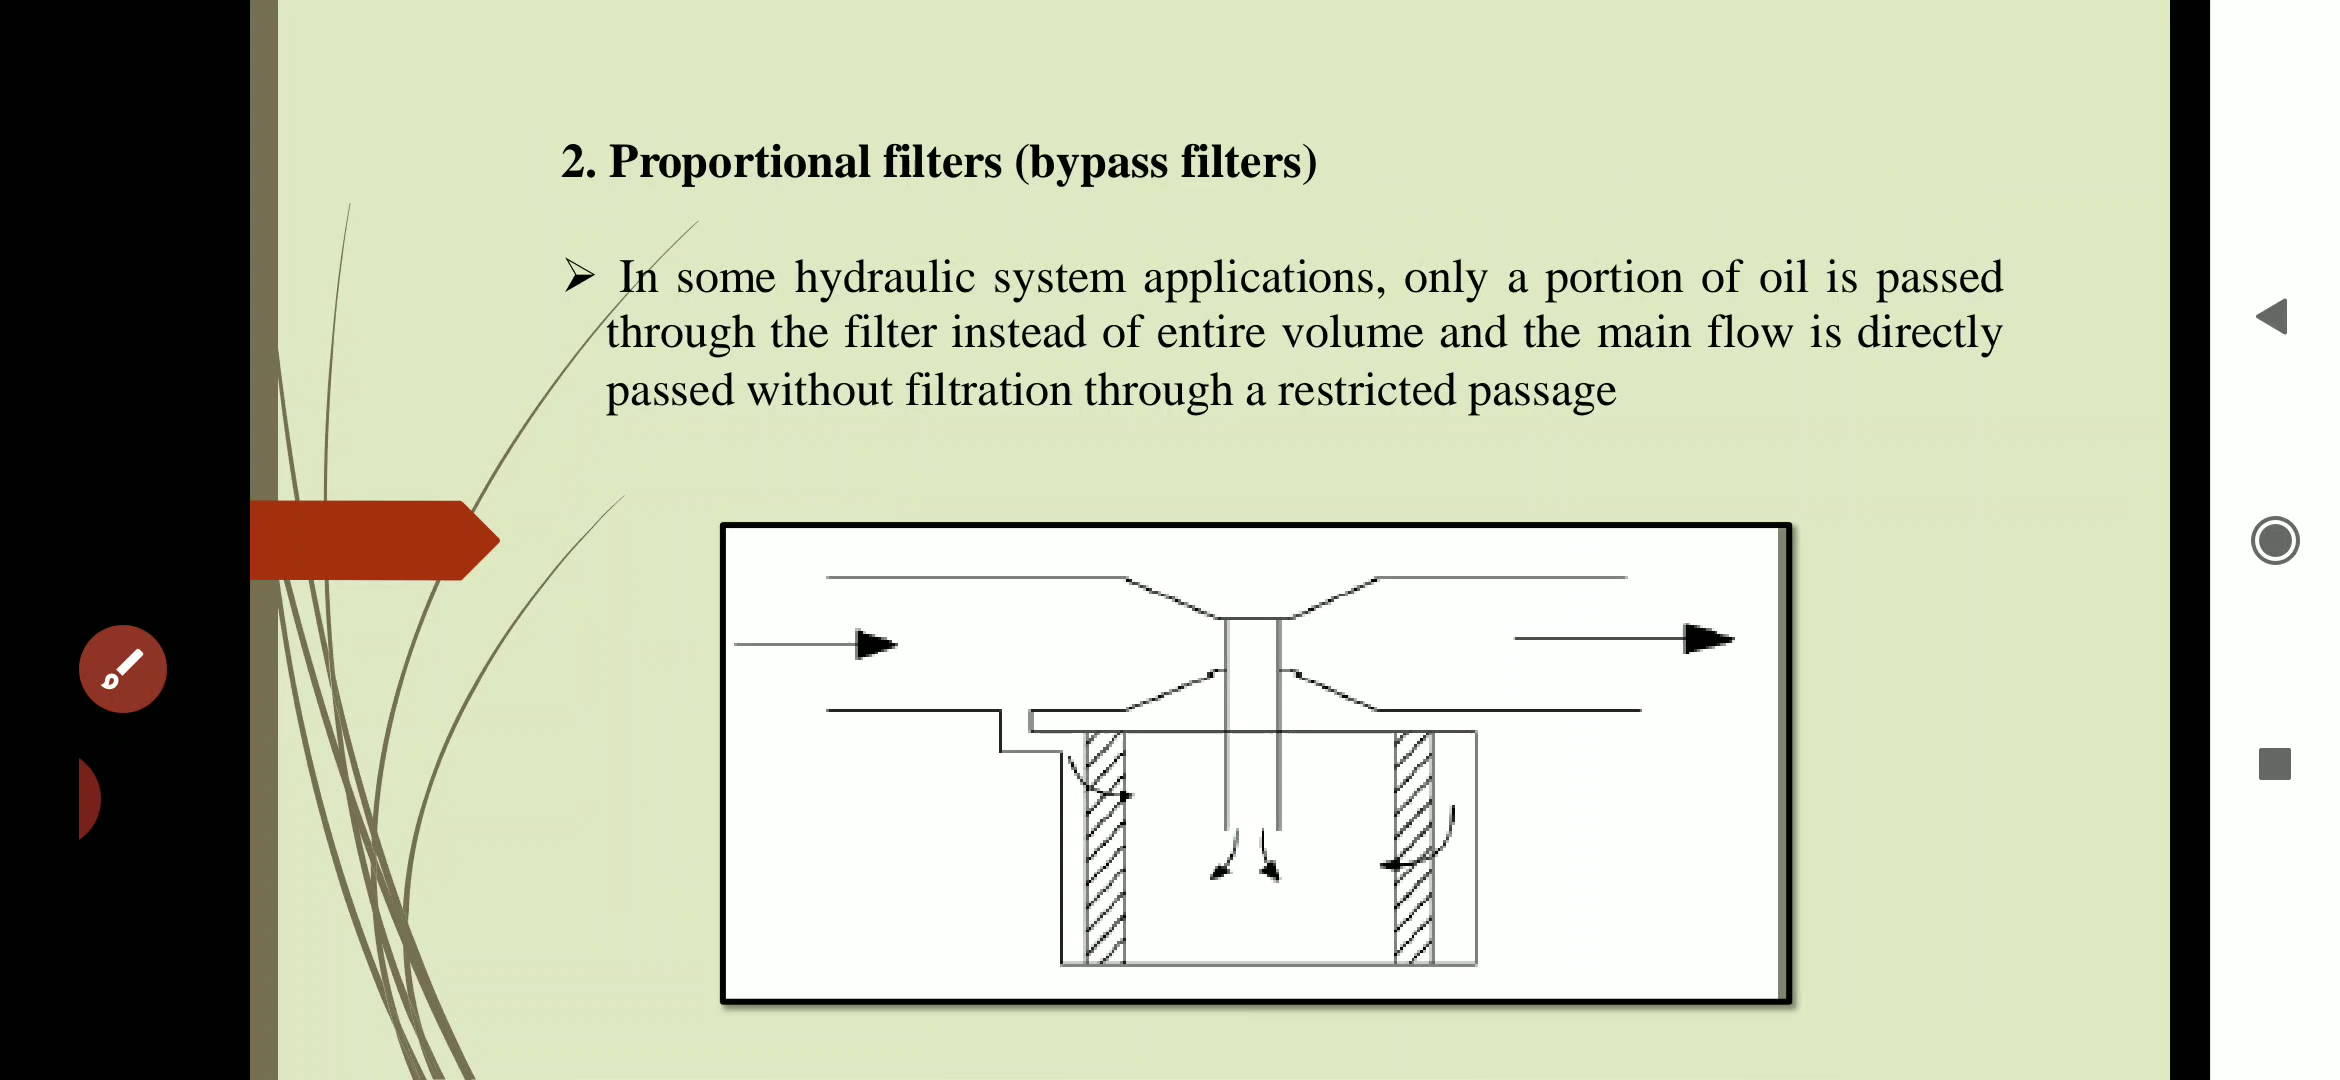 2. Proportional filters (bypass filters)
➢ In some hydraulic system applications, only a portion of oil is passed
through the filter instead of entire volume and the main flow is directly
passed without filtration through a restricted passage